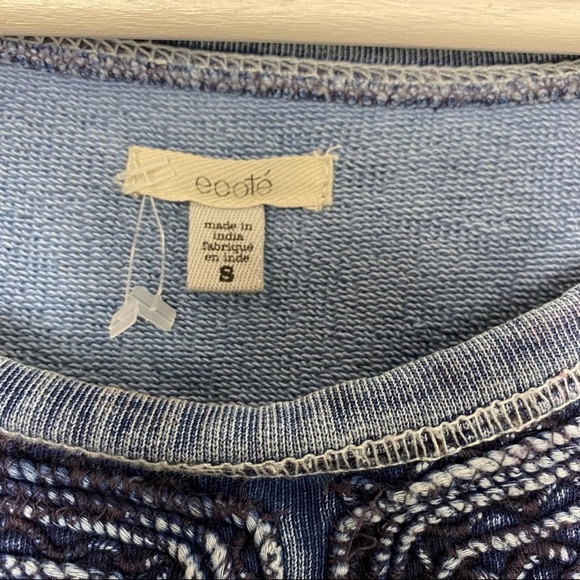 ecoté
made in
india
fabriqué
en inde
S